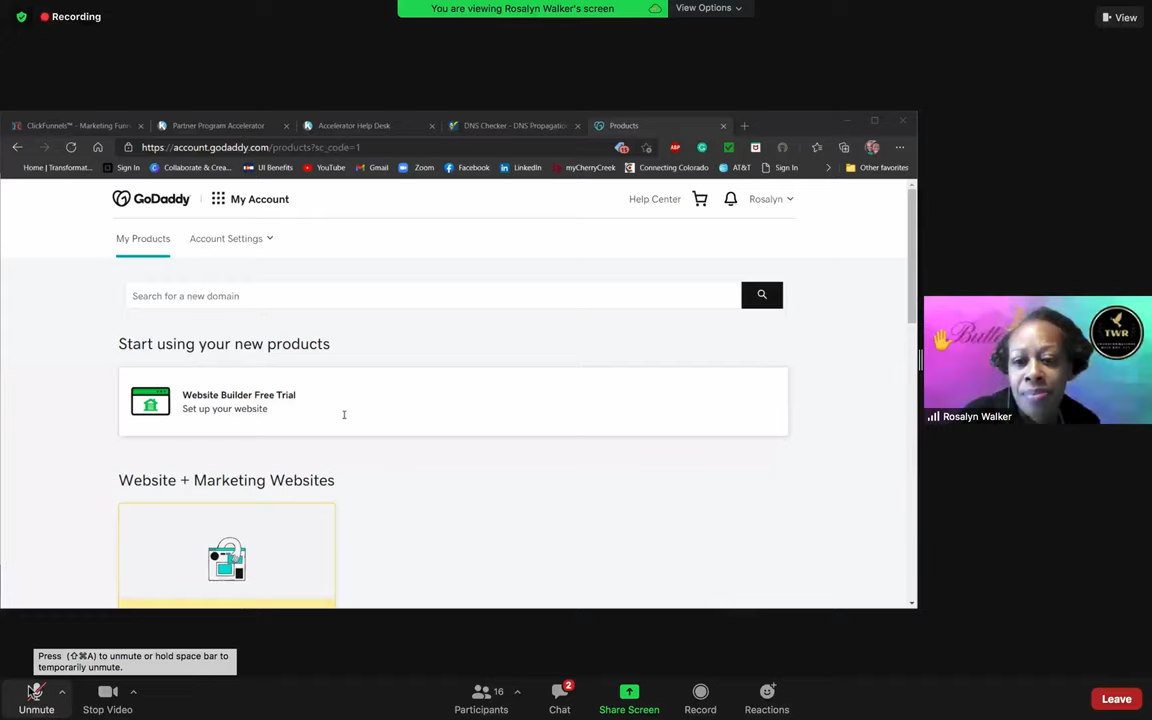 Recording
You are viewing Rosalyn Walker's screen
View Options
View
ClickFunnels™ - Marketing Funn
Partner Program Accelerator
Accelerator Help Desk
DNS Checker - DNS Propagatio
Products
https://account.godaddy.com/products?sc_code=1
Home | Transformat...
Sign In
Collaborate & Crea...
UI Benefits
YouTube
Gmail
Zoom
Facebook
LinkedIn
myCherryCreek
Connecting Colorado
AT&T
Sign In
Other favorites
GoDaddy
My Account
Help Center
Rosalyn
My Products
Account Settings
Search for a new domain
Start using your new products
Website Builder Free Trial
Set up your website
Website + Marketing Websites
TWR
Rosalyn Walker
Press (⇧⌘A) to unmute or hold space bar to
temporarily unmute.
Unmute
Stop Video
16
Participants
2
Chat
Share Screen
Record
Reactions
Leave